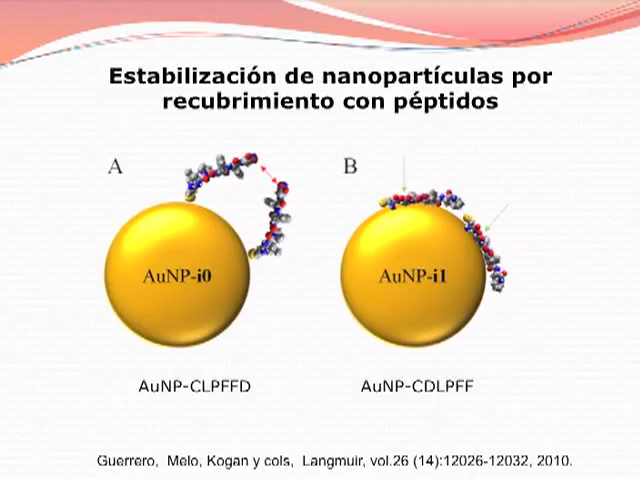 Estabilización de nanopartículas por
recubrimiento con péptidos
A
B
AuNP-i0
AuNP-i1
AuNP-CLPFFD
AuNP-CDLPFF
Guerrero, Melo, Kogan y cols, Langmuir, vol.26 (14):12026-12032, 2010.